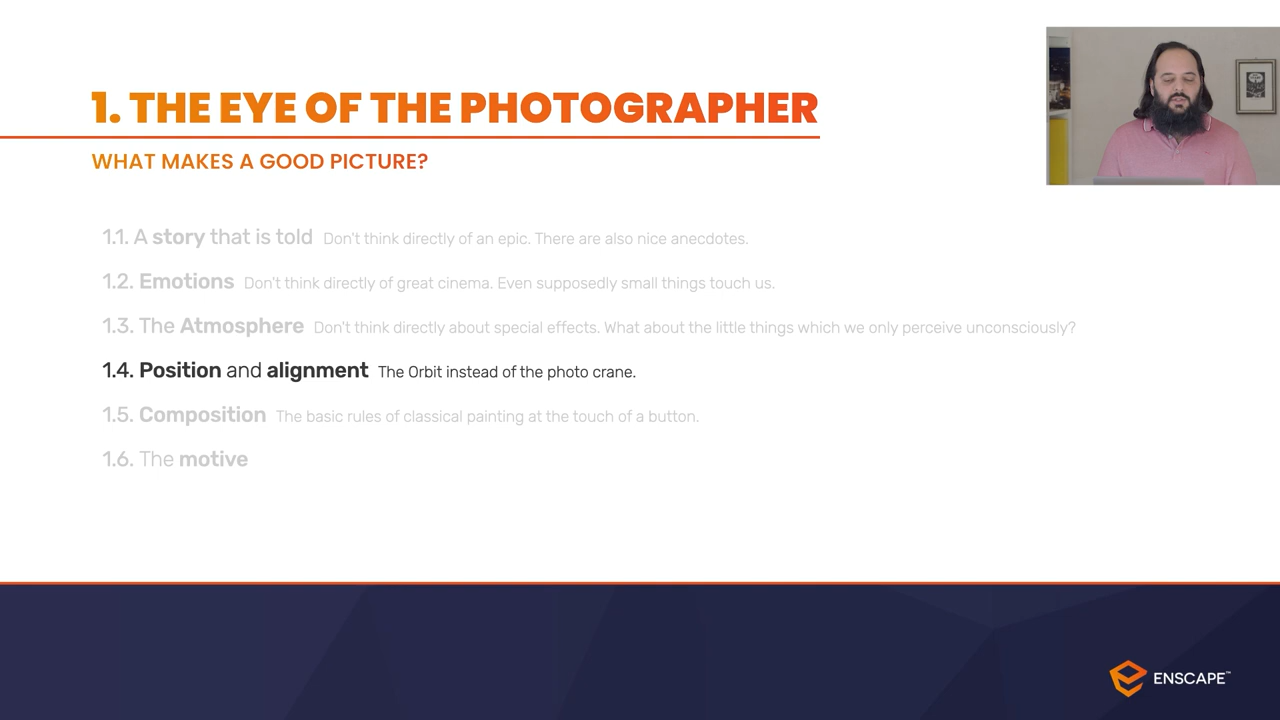 1. THE EYE OF THE PHOTOGRAPHER
WHAT MAKES A GOOD PICTURE?
1.1. A story that is told Don't think directly of an epic. There are also nice anecdotes.
1.2. Emotions Don't think directly of great cinema. Even supposedly small things touch us.
1.3. The Atmosphere Don't think directly about special effects. What about the little things which we only perceive unconsciously?
1.4. Position and alignment The Orbit instead of the photo crane.
1.5. Composition The basic rules of classical painting at the touch of a button.
1.6. The motive
ENSCAPE™